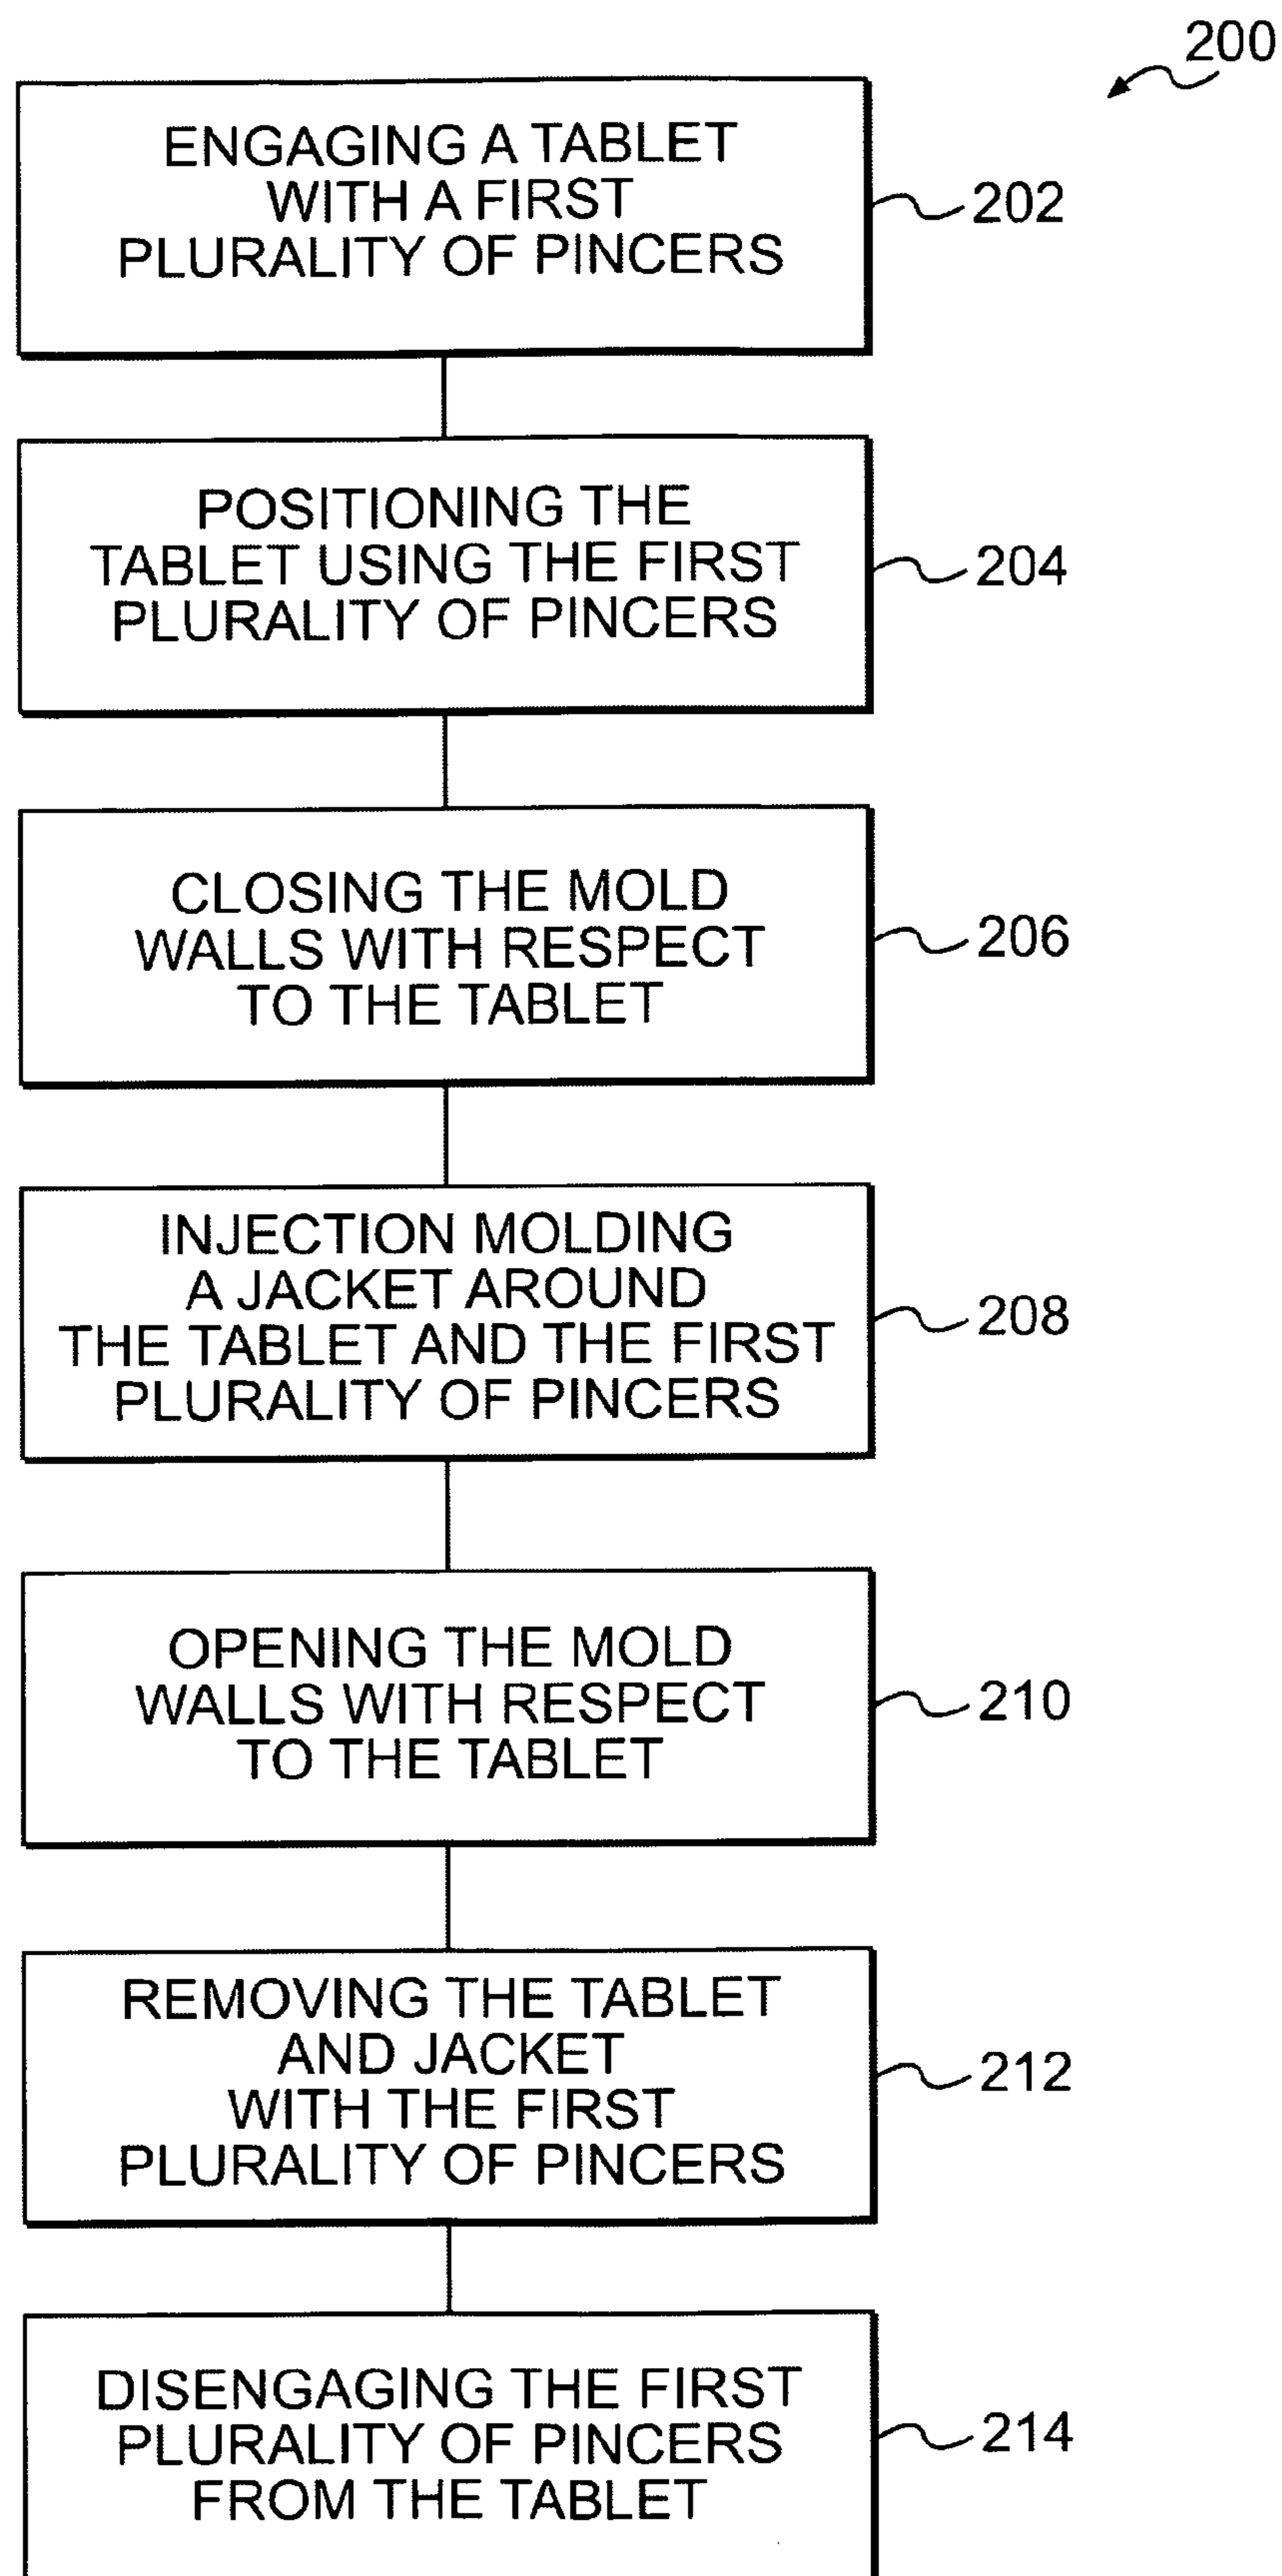 200
ENGAGING A TABLET
WITH A FIRST
PLURALITY OF PINCERS
202
POSITIONING THE
TABLET USING THE FIRST
PLURALITY OF PINCERS
204
CLOSING THE MOLD
WALLS WITH RESPECT
TO THE TABLET
206
INJECTION MOLDING
A JACKET AROUND
THE TABLET AND THE FIRST
PLURALITY OF PINCERS
208
OPENING THE MOLD
WALLS WITH RESPECT
TO THE TABLET
210
REMOVING THE TABLET
AND JACKET
WITH THE FIRST
PLURALITY OF PINCERS
212
DISENGAGING THE FIRST
PLURALITY OF PINCERS
FROM THE TABLET
214